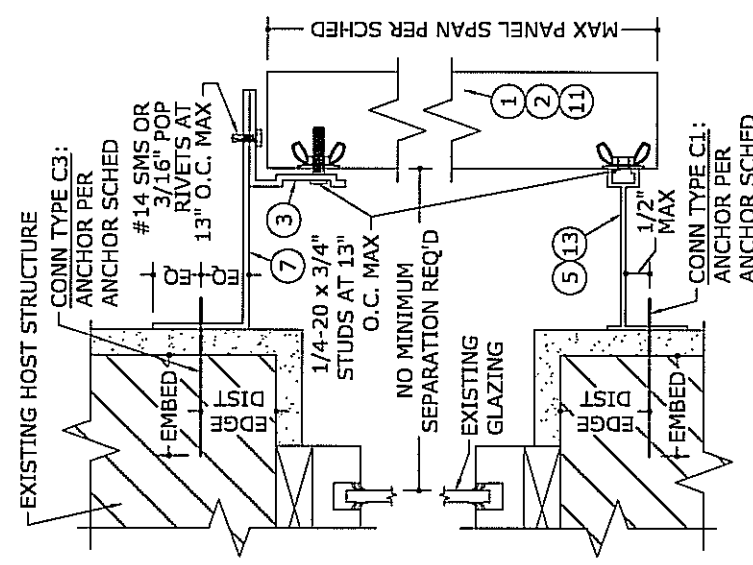 EXISTING HOST STRUCTURE
CONN TYPE C3:
ANCHOR PER
ANCHOR SCHED
#14 SMS OR
3/16" POP
RIVETS AT
13" O.C. MAX
MAX PANEL SPAN PER SCHED
EQ
EQ
EMBED
EDGE
DIST
7
3
1/4-20 x 3/4"
STUDS AT 13"
O.C. MAX
1
2
11
NO MINIMUM
SEPARATION REQ'D
EXISTING
GLAZING
5
13
1/2"
MAX
EDGE
DIST
EMBED
CONN TYPE C1:
ANCHOR PER
ANCHOR SCHED